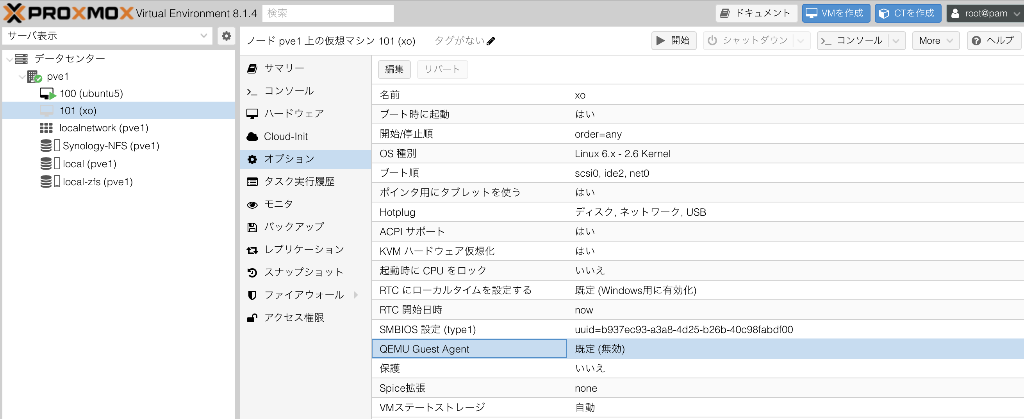 PROXMOX Virtual Environment 8.1.4 検索 ドキュメント VMを作成 CTを作成 root@pam
サーバ表示
ノード pve1 上の仮想マシン 101 (xo) タグがない 開始 シャットダウン コンソール More ヘルプ
データセンター
pve1
100 (ubuntu5)
101 (xo)
localnetwork (pve1)
Synology-NFS (pve1)
local (pve1)
local-zfs (pve1)
サマリー
コンソール
ハードウェア
Cloud-Init
オプション
タスク実行履歴
モニタ
バックアップ
レプリケーション
スナップショット
ファイアウォール
アクセス権限
編集 リバート
名前 xo
ブート時に起動 はい
開始/停止順 order=any
OS 種別 Linux 6.x - 2.6 Kernel
ブート順 scsi0, ide2, net0
ポインタ用にタブレットを使う はい
Hotplug ディスク, ネットワーク, USB
ACPI サポート はい
KVM ハードウェア仮想化 はい
起動時に CPU をロック いいえ
RTC にローカルタイムを設定する 既定 (Windows用に有効化)
RTC 開始日時 now
SMBIOS 設定 (type1) uuid=b937ec93-a3a8-4d25-b26b-40c98fabdf00
QEMU Guest Agent 既定 (無効)
保護 いいえ
Spice拡張 none
VMステートストレージ 自動